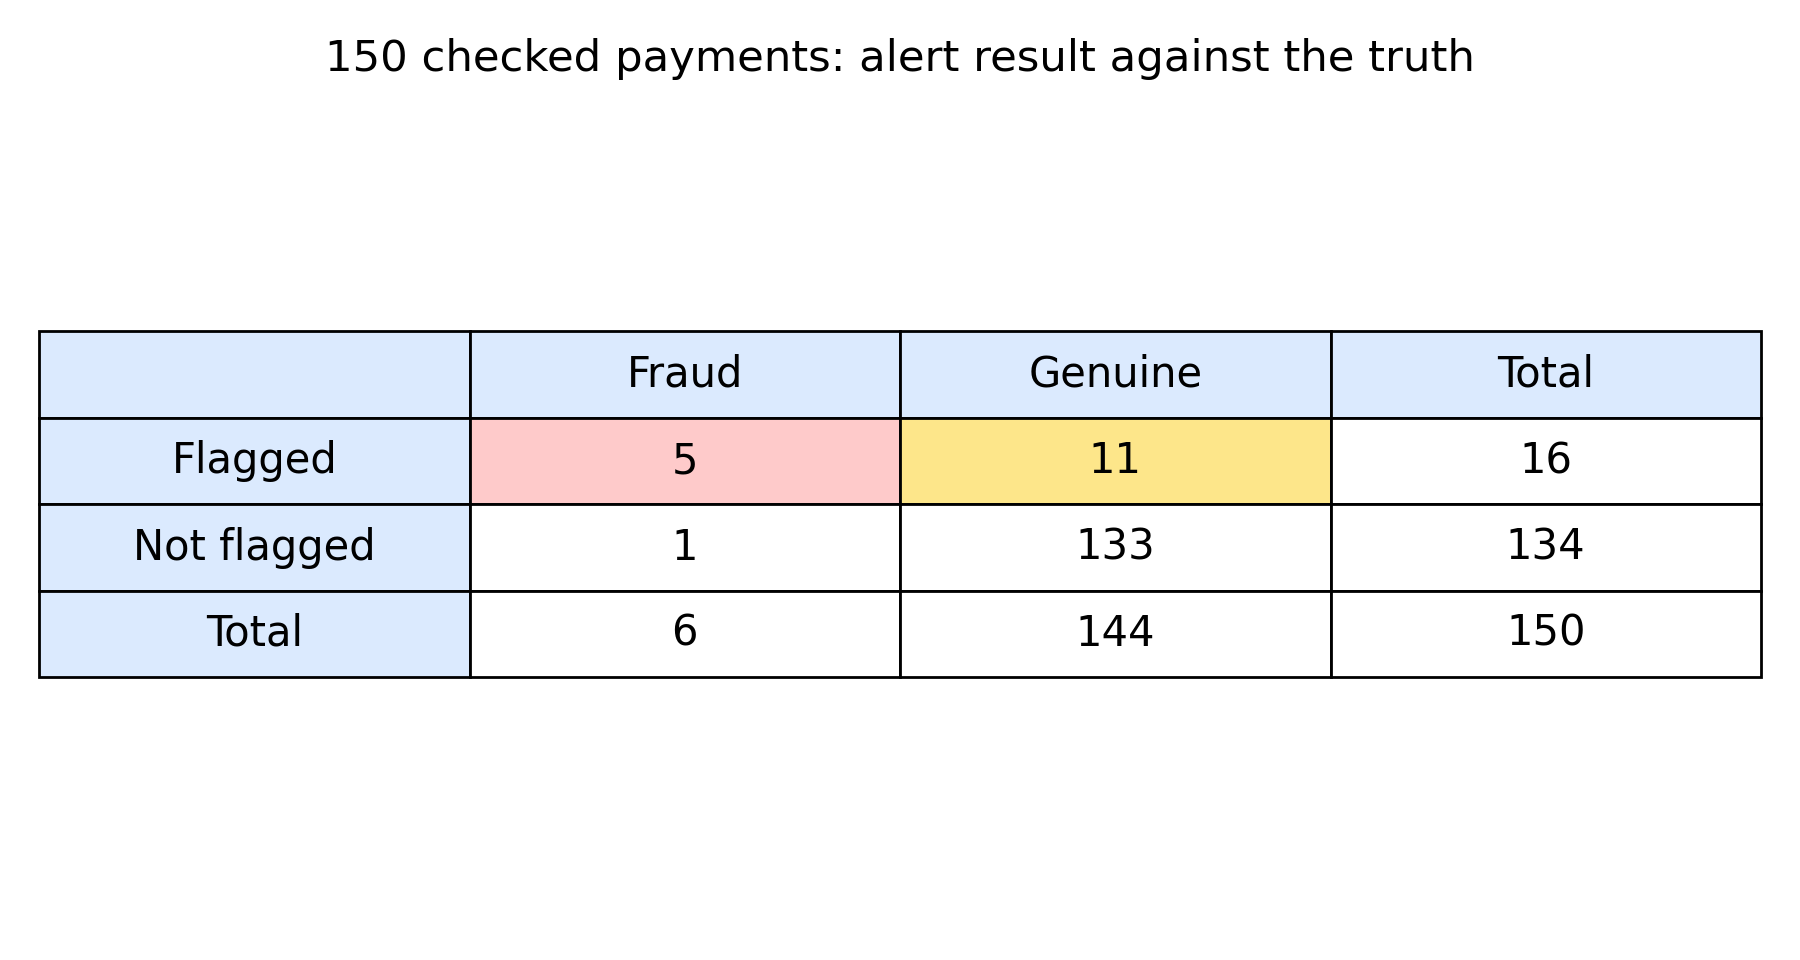 150 checked payments: alert result against the truth
Fraud Genuine Total
Flagged 5 11 16
Not flagged 1 133 134
Total 6 144 150